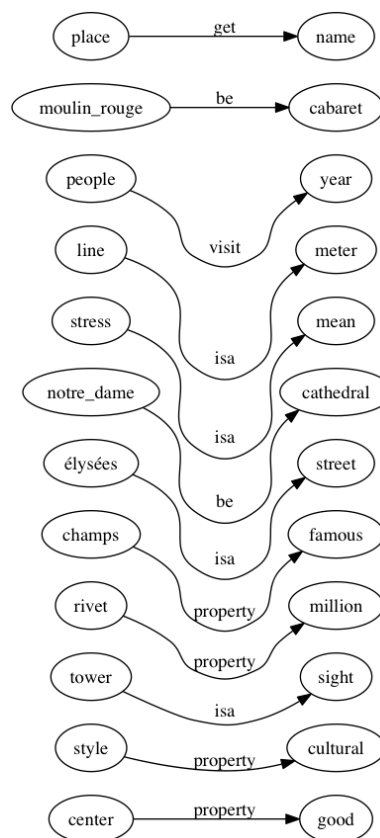 place get name
moulin_rouge be cabaret
people visit year
line isa meter
stress isa mean
notre_dame be cathedral
élysées isa street
champs property famous
rivet property million
tower isa sight
style property cultural
center property good